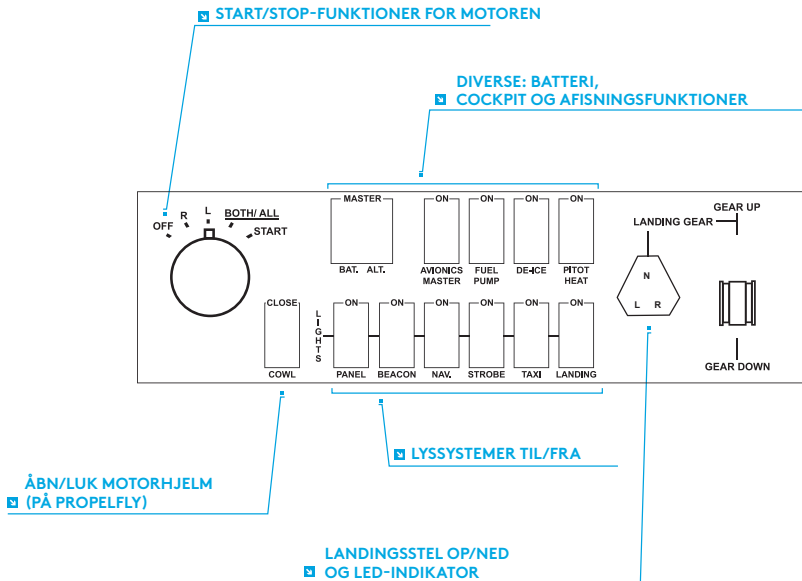 START/STOP-FUNKTIONER FOR MOTOREN
DIVERSE: BATTERI,
COCKPIT OG AFISNINGSFUNKTIONER
OFF
R
L
BOTH/ ALL
START
MASTER
BAT. ALT.
ON
AVIONICS
MASTER
ON
FUEL
PUMP
ON
DE-ICE
ON
PITOT
HEAT
LANDING GEAR
GEAR UP
N
L R
GEAR DOWN
CLOSE
COWL
LIGHTS
ON
PANEL
ON
BEACON
ON
NAV.
ON
STROBE
ON
TAXI
ON
LANDING
LYSSYSTEMER TIL/FRA
ÅBN/LUK MOTORHJELM
(PÅ PROPELFLY)
LANDINGSSTEL OP/NED
OG LED-INDIKATOR